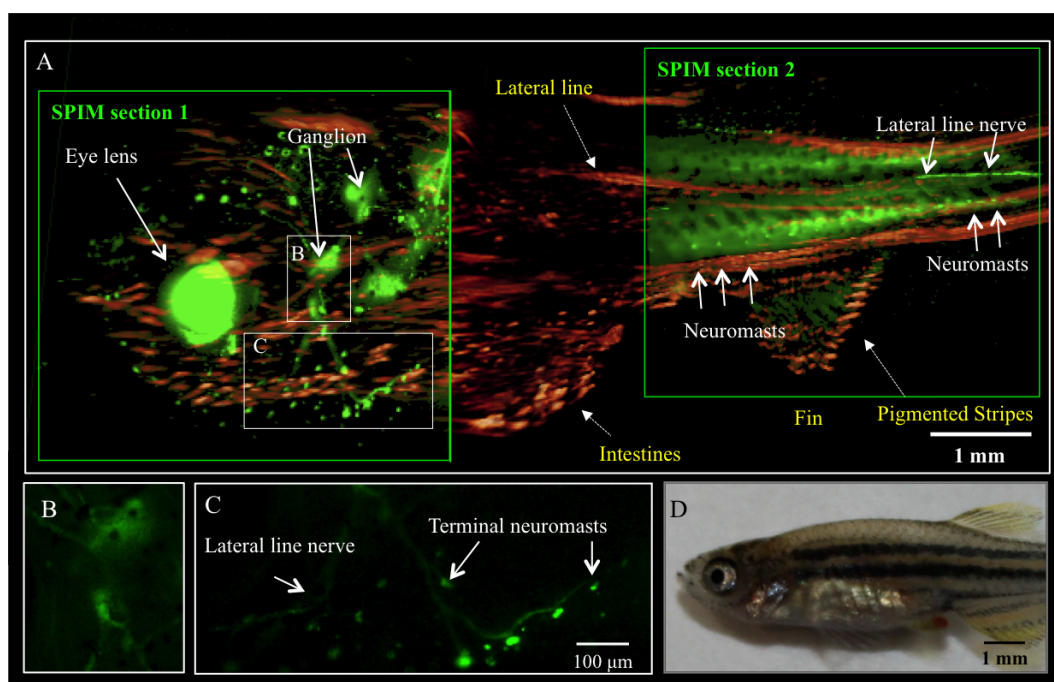 A
SPIM section 1
SPIM section 2
Lateral line
Ganglion
Lateral line nerve
Eye lens
B
Neuromasts
Neuromasts
C
Fin
Pigmented Stripes
Intestines
1 mm
B
C
Terminal neuromasts
Lateral line nerve
100 μm
D
1 mm